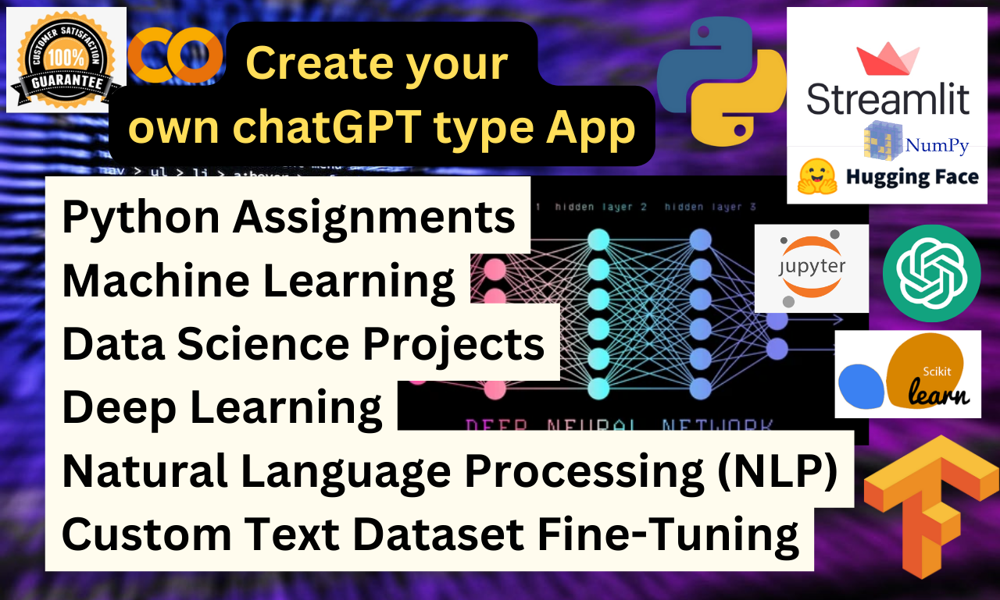 CUSTOMER SATISFACTION
100%
GUARANTEE
CO
Create your
own chatGPT type App
Streamlit
NumPy
Hugging Face
> ul > li >
Python Assignments
1 hidden layer 2 hidden layer 3
Machine Learning
jupyter
Data Science Projects
Scikit
learn
Deep Learning
DEEP NEURAL NETWORK
Natural Language Processing (NLP)
Custom Text Dataset Fine-Tuning